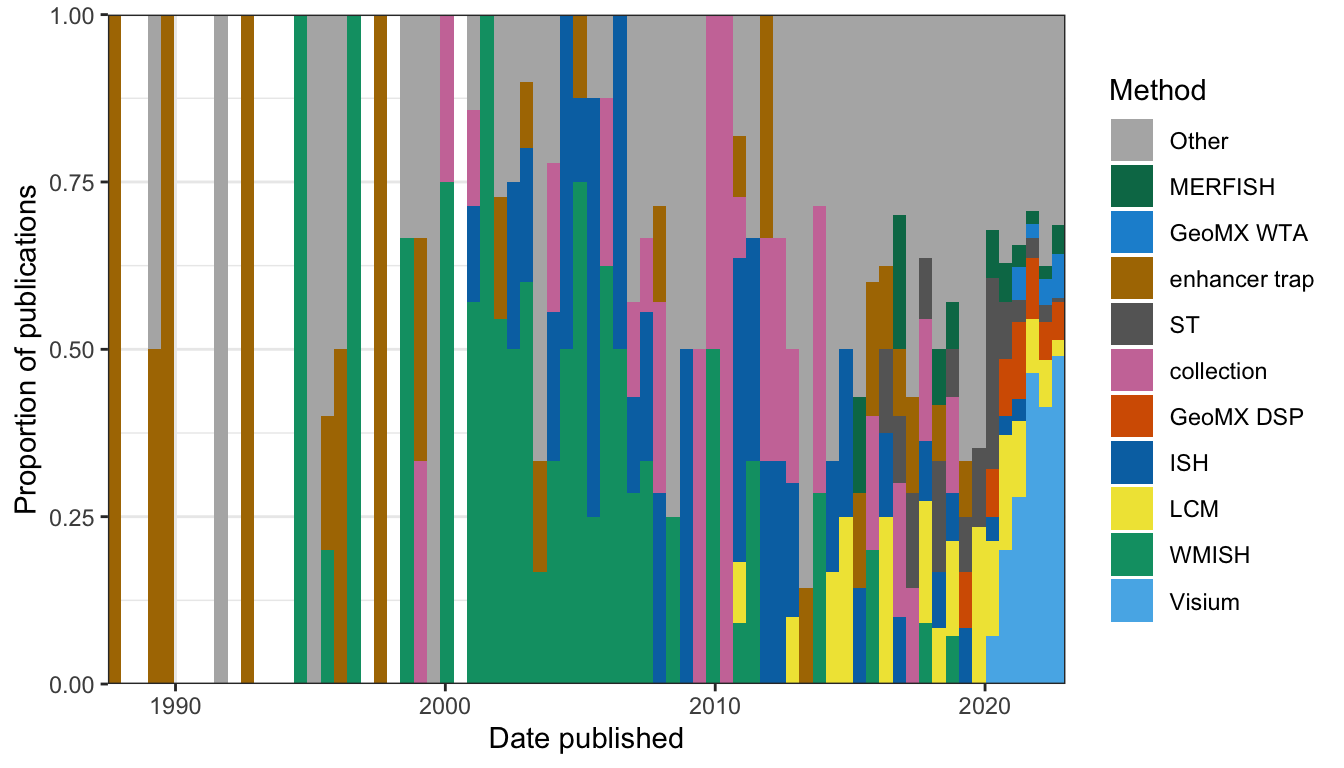 1.00
0.75
0.50
0.25
0.00
Proportion of publications
1990
2000
2010
2020
Date published
Method
Other
MERFISH
GeoMX WTA
enhancer trap
ST
collection
GeoMX DSP
ISH
LCM
WMISH
Visium